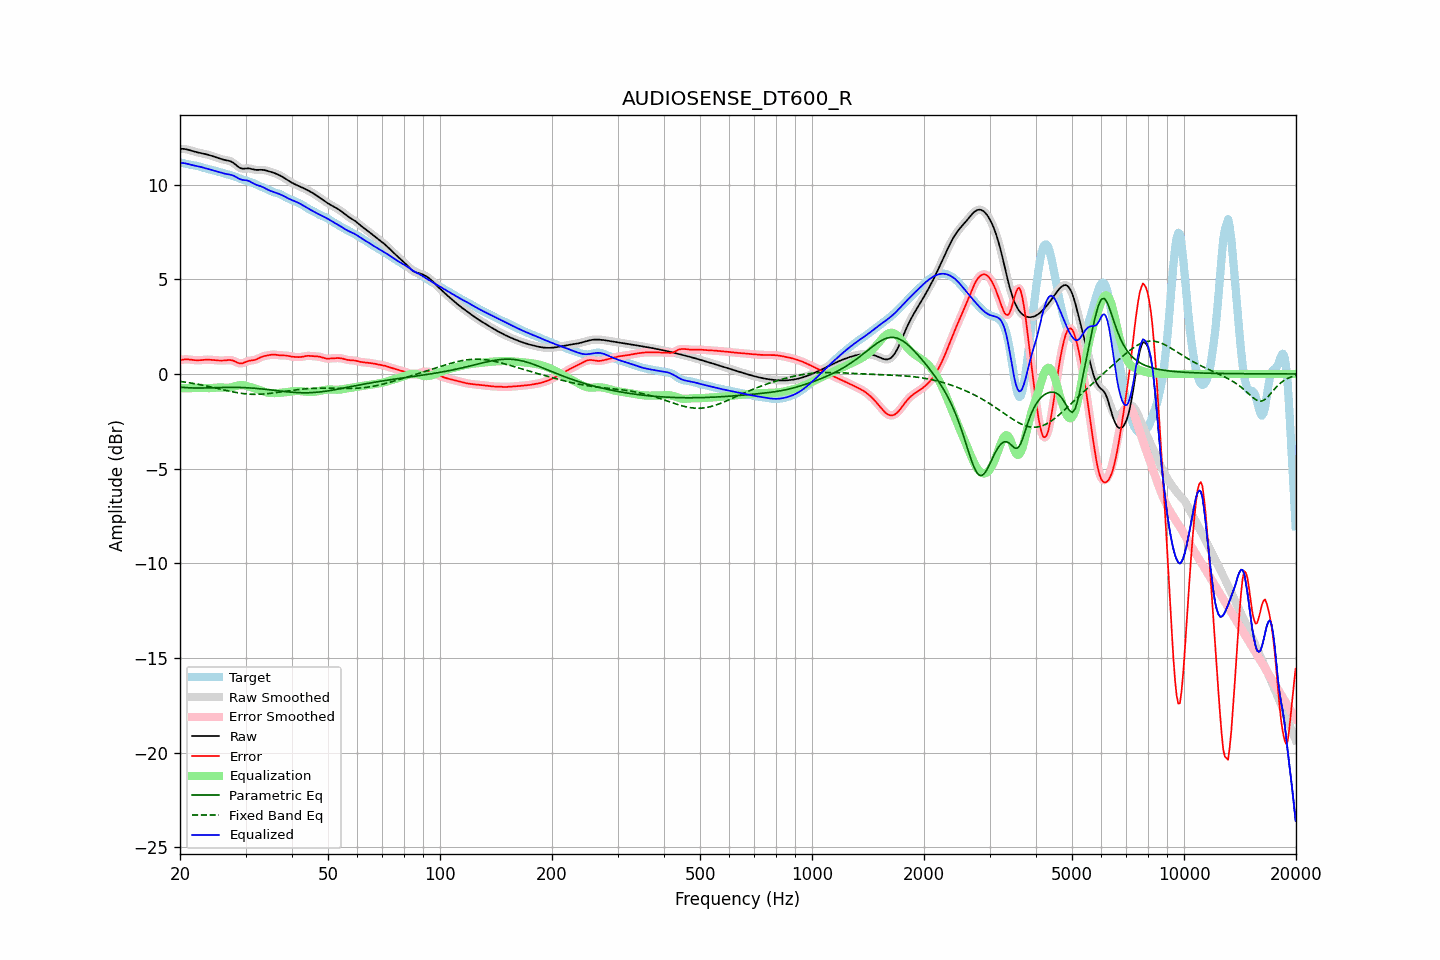 AUDIOSENSE_DT600_R
Amplitude (dBr)
10
5
0
−5
−10
−15
−20
−25
Target
Raw Smoothed
Error Smoothed
Raw
Error
Equalization
Parametric Eq
Fixed Band Eq
Equalized
20 50 100 200 500 1000 2000 5000 10000 20000
Frequency (Hz)